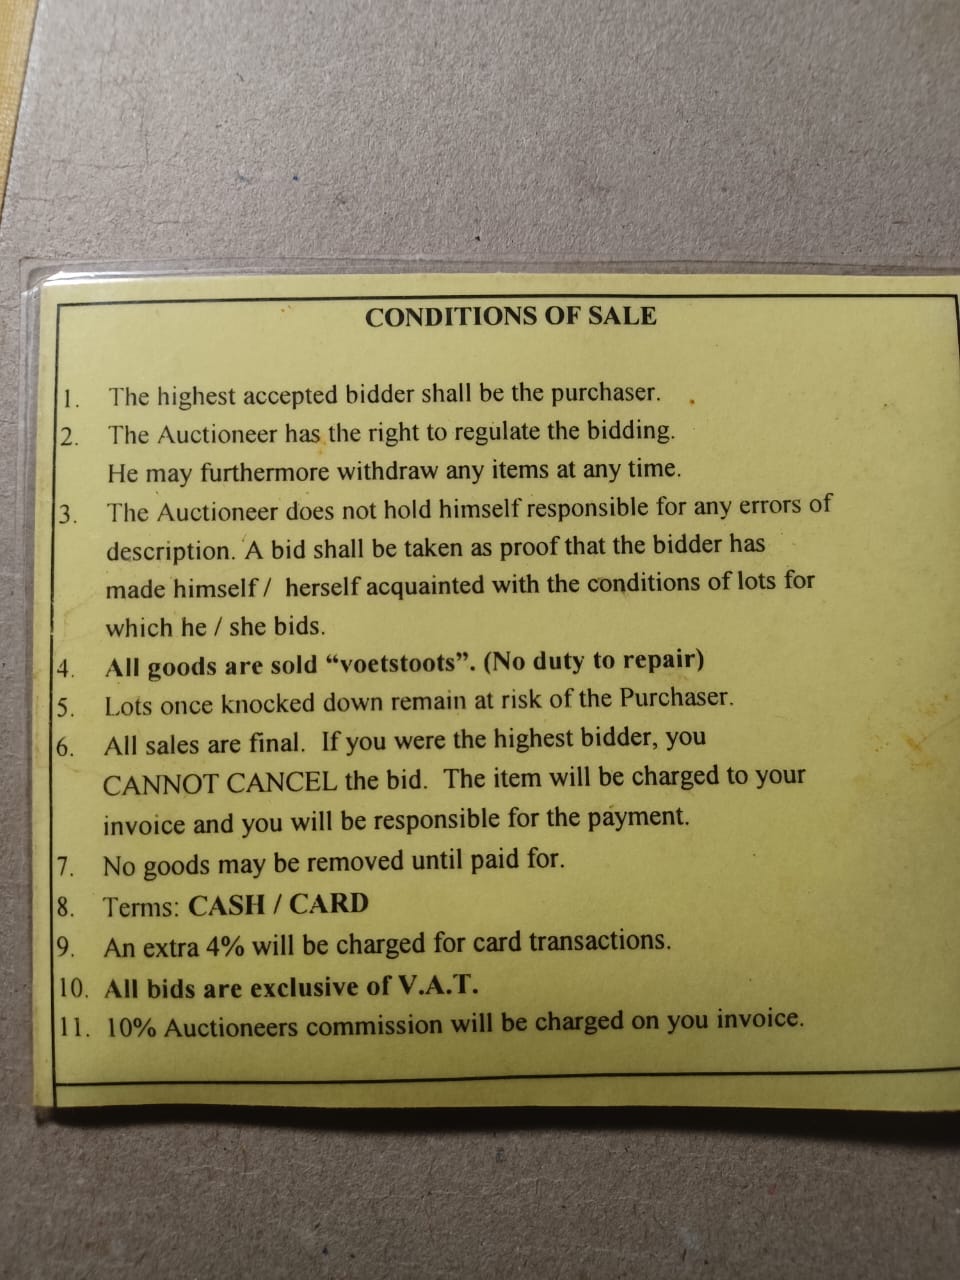 CONDITIONS OF SALE
1. The highest accepted bidder shall be the purchaser.
2. The Auctioneer has the right to regulate the bidding.
He may furthermore withdraw any items at any time.
3. The Auctioneer does not hold himself responsible for any errors of
description. A bid shall be taken as proof that the bidder has
made himself / herself acquainted with the conditions of lots for
which he / she bids.
4. All goods are sold “voetstoots”. (No duty to repair)
5. Lots once knocked down remain at risk of the Purchaser.
6. All sales are final. If you were the highest bidder, you
CANNOT CANCEL the bid. The item will be charged to your
invoice and you will be responsible for the payment.
7. No goods may be removed until paid for.
8. Terms: CASH / CARD
9. An extra 4% will be charged for card transactions.
10. All bids are exclusive of V.A.T.
11. 10% Auctioneers commission will be charged on you invoice.